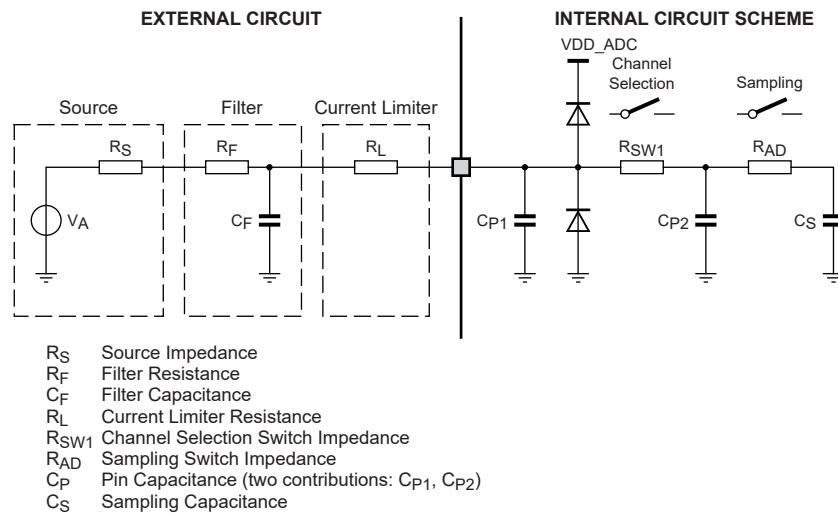 EXTERNAL CIRCUIT
INTERNAL CIRCUIT SCHEME
VDD_ADC
Channel
Selection
Sampling
Source
Filter
Current Limiter
RS
RF
RL
RSW1
RAD
VA
CF
CP1
CP2
CS
RS Source Impedance
RF Filter Resistance
CF Filter Capacitance
RL Current Limiter Resistance
RSW1 Channel Selection Switch Impedance
RAD Sampling Switch Impedance
CP Pin Capacitance (two contributions: CP1, CP2)
CS Sampling Capacitance